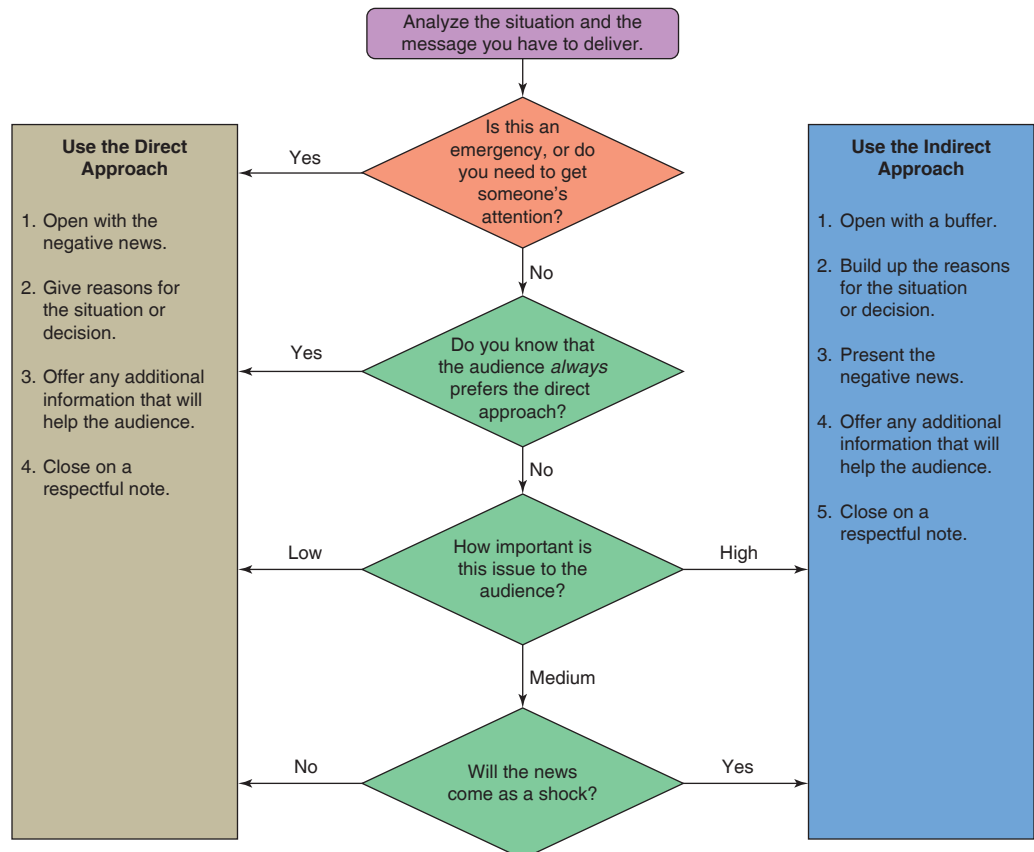 Analyze the situation and the
message you have to deliver.
Is this an
emergency, or do
you need to get
someone's
attention?
Yes
No
Use the Direct
Approach
1. Open with the
negative news.
2. Give reasons for
the situation or
decision.
3. Offer any additional
information that will
help the audience.
4. Close on a
respectful note.
Use the Indirect
Approach
1. Open with a buffer.
2. Build up the reasons
for the situation
or decision.
3. Present the
negative news.
4. Offer any additional
information that will
help the audience.
5. Close on a
respectful note.
Do you know that
the audience always
prefers the direct
approach?
Yes
No
How important is
this issue to the
audience?
Low
High
Medium
Will the news
come as a shock?
No
Yes